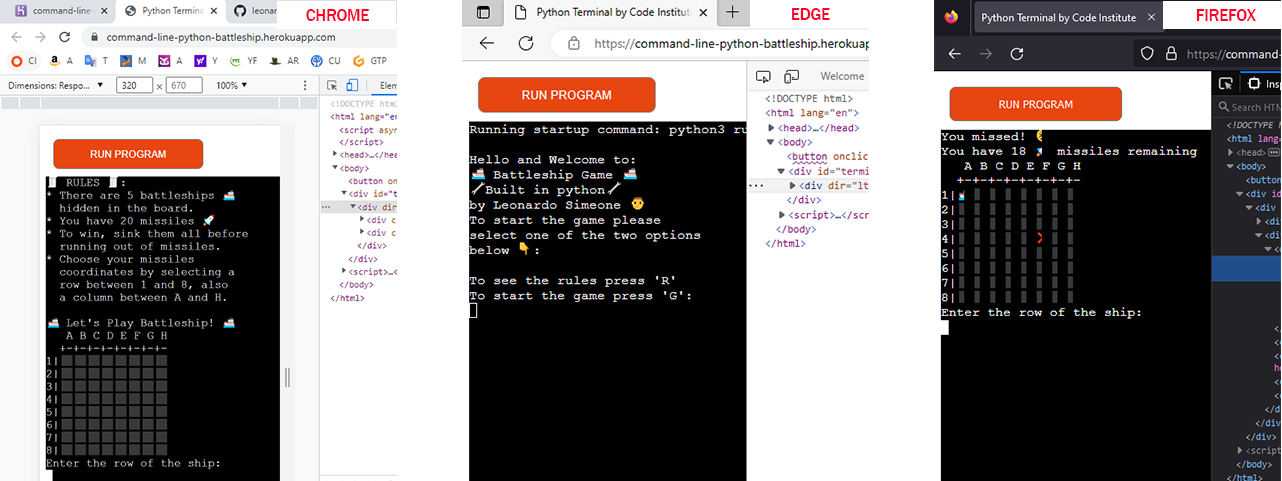 CHROME
command-line-
Python Termina
leonar
command-line-python-battleship.herokuapp.com
CI
A
T
M
A
Y
YF
AR
CU
GTP
Dimensions: Respo...
320
×
670
100%
Elem
<!DOCTYPE html
<html lang="en
<script asyn
</script>
<head>…</hea
<body>
<button on
<div id="t
<div dir
<div c
<div c
</div>
</div>
<script>…
</body>
</html>
RUN PROGRAM
RULES :
* There are 5 battleships
hidden in the board.
* You have 20 missiles
* To win, sink them all before
running out of missiles.
* Choose your missiles
coordinates by selecting a
row between 1 and 8, also
a column between A and H.
Let's Play Battleship!
A B C D E F G H
+-+-+-+-+-+-+-+-
1|
2|
3|
4|
5|
6|
7|
8|
Enter the row of the ship:
EDGE
Python Terminal by Code Institute
https://command-line-python-battleship.herokuapp
RUN PROGRAM
Welcome
Running startup command: python3 ru
Hello and Welcome to:
Battleship Game
Built in python
by Leonardo Simeone
To start the game please
select one of the two options
below :
To see the rules press 'R'
To start the game press 'G':
<!DOCTYPE html>
<html lang="en">
<head>…</head>
<body>
<button onclic
<div id="termi
<div dir="lt
</div>
<script>…</scr
</body>
</html>
FIREFOX
Python Terminal by Code Institute
https://command-
RUN PROGRAM
Insp
Search HTM
You missed!
You have 18 missiles remaining
A B C D E F G H
+-+-+-+-+-+-+-+-
1|
2|
3|
4|
5|
6|
7|
8|
Enter the row of the ship:
<!DOCTYPE htm
<html lang=
<head>
<body>
<button
<div id
<div
<di
<di
<
</
<
<
he
<
</d
</div>
</div>
<script
</body>
</html>